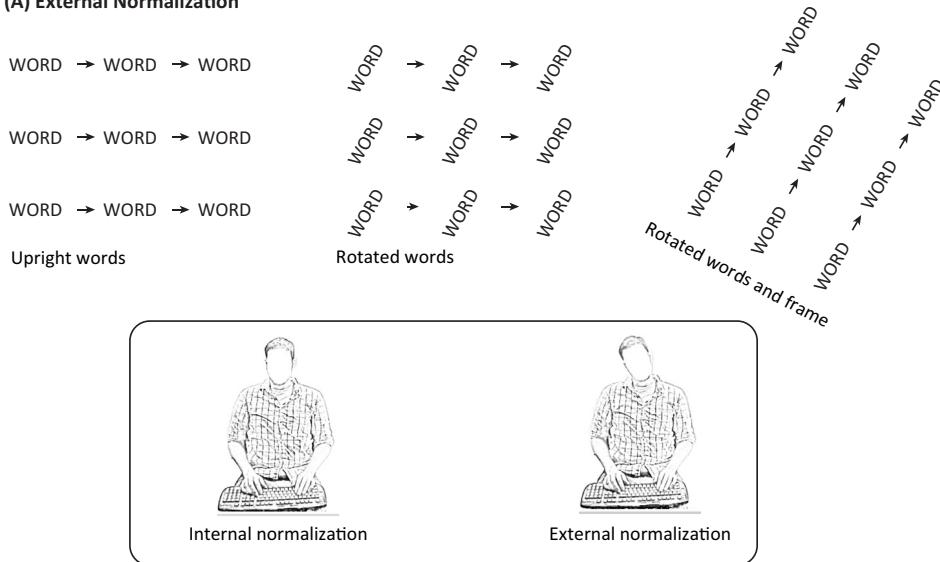 (A) External Normalization
WORD → WORD → WORD
WORD → WORD → WORD
WORD → WORD → WORD
Upright words
WORD → WORD → WORD
WORD → WORD → WORD
WORD → WORD → WORD
Rotated words
WORD → WORD → WORD
WORD → WORD → WORD
WORD → WORD → WORD
Rotated words and frame
Internal normalization
External normalization